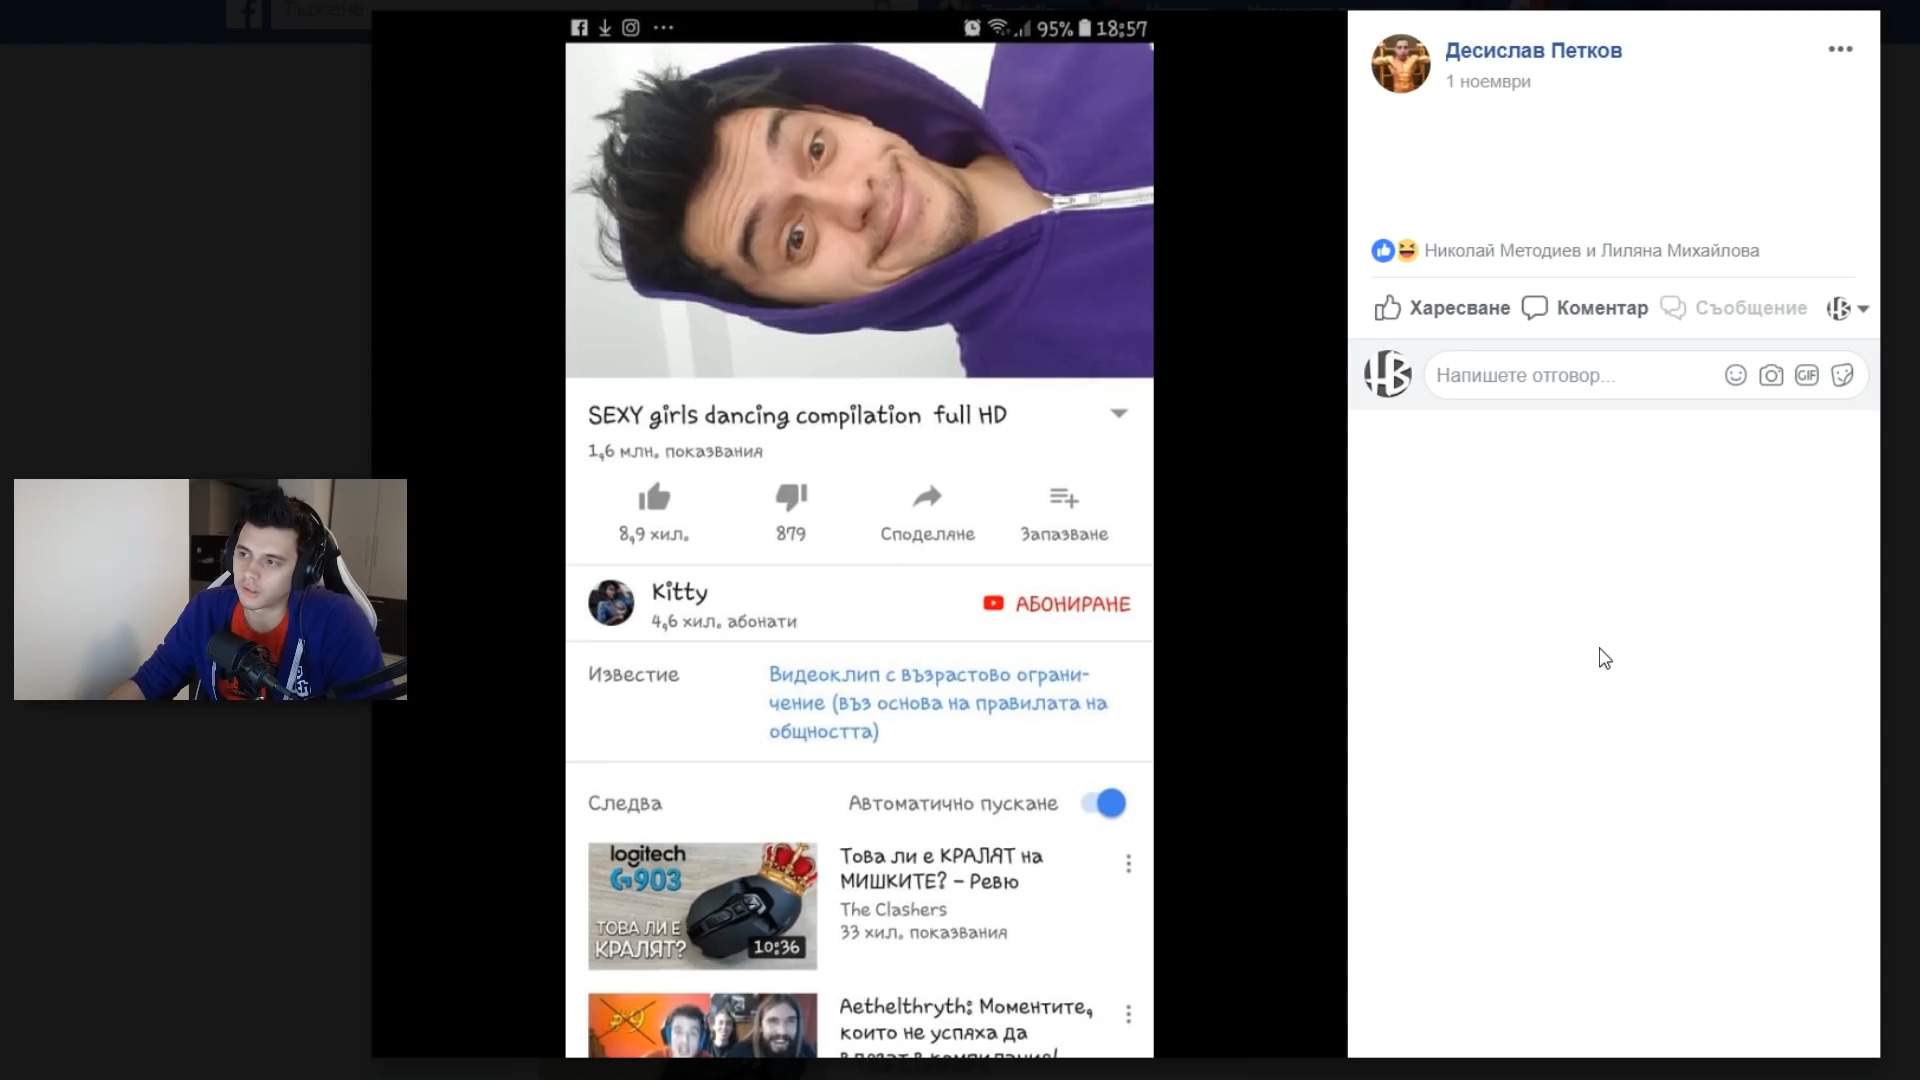 95% 18:57
SEXY girls dancing compilation full HD
1,6 млн. показвания
8,9 хил.
879
Споделяне
Запазване
Kitty
4,6 хил. абонати
АБОНИРАНЕ
Известие
Видеоклип с възрастово ограни-
чение (въз основа на правилата на
общността)
Следва
Автоматично пускане
logitech
G903
ТОВА ЛИ Е
КРАЛЯТ?
10:36
Това ли е КРАЛЯТ на
МИШКИТЕ? – Ревю
The Clashers
33 хил. показвания
#9
Aethelthryth: Моментите,
които не успяха да
Десислав Петков
1 ноември
Николай Методиев и Лиляна Михайлова
Харесване
Коментар
Съобщение
Напишете отговор...
GIF